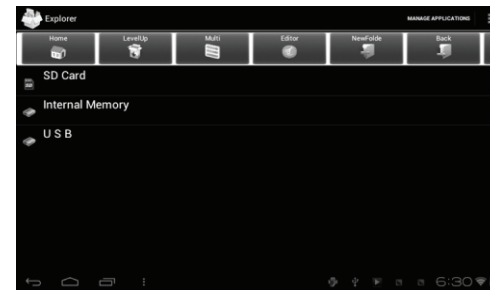 Explorer
MANAGE APPLICATIONS
Home LevelUp Multi Editor NewFolde Back
SD Card
Internal Memory
U S B
6:30